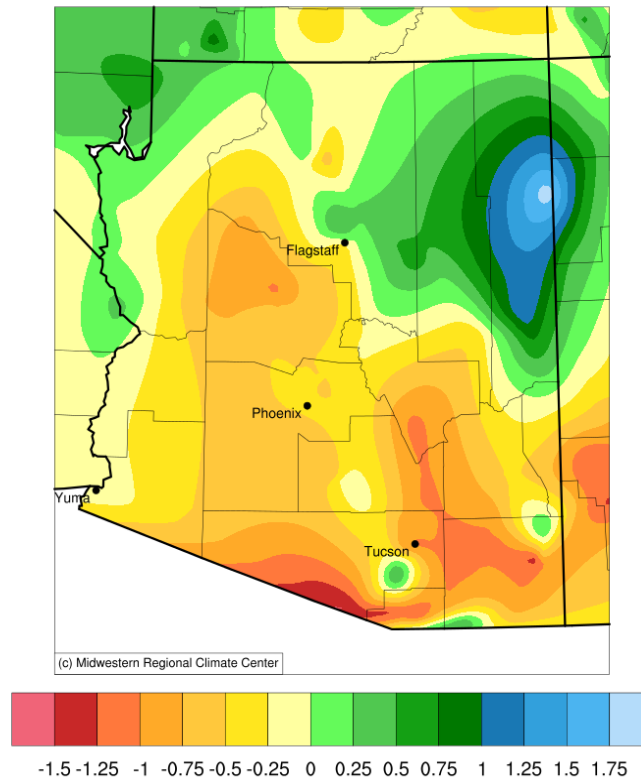 Flagstaff
Phoenix
Yuma
Tucson
(c) Midwestern Regional Climate Center
-1.5 -1.25 -1 -0.75 -0.5 -0.25 0 0.25 0.5 0.75 1 1.25 1.5 1.75